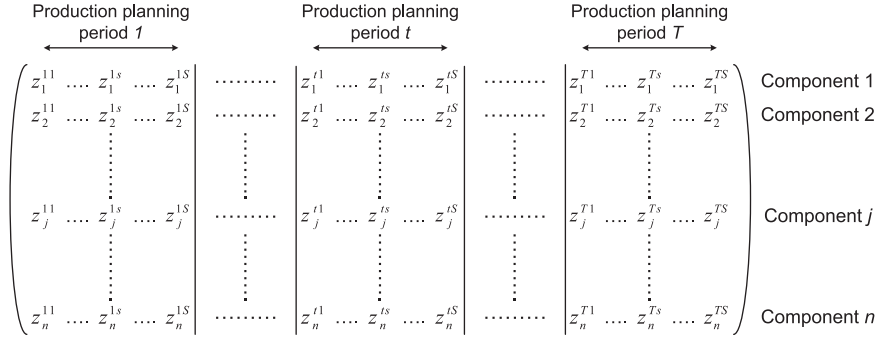 Production planning period 1 Production planning period t Production planning period T
z_1^{11} .... z_1^{1s} .... z_1^{1S} ......... z_1^{t1} .... z_1^{ts} .... z_1^{tS} ......... z_1^{T1} .... z_1^{Ts} .... z_1^{TS} Component 1
z_2^{11} .... z_2^{1s} .... z_2^{1S} ......... z_2^{t1} .... z_2^{ts} .... z_2^{tS} ......... z_2^{T1} .... z_2^{Ts} .... z_2^{TS} Component 2
z_j^{11} .... z_j^{1s} .... z_j^{1S} ......... z_j^{t1} .... z_j^{ts} .... z_j^{tS} ......... z_j^{T1} .... z_j^{Ts} .... z_j^{TS} Component j
z_n^{11} .... z_n^{1s} .... z_n^{1S} ......... z_n^{t1} .... z_n^{ts} .... z_n^{tS} ......... z_n^{T1} .... z_n^{Ts} .... z_n^{TS} Component n